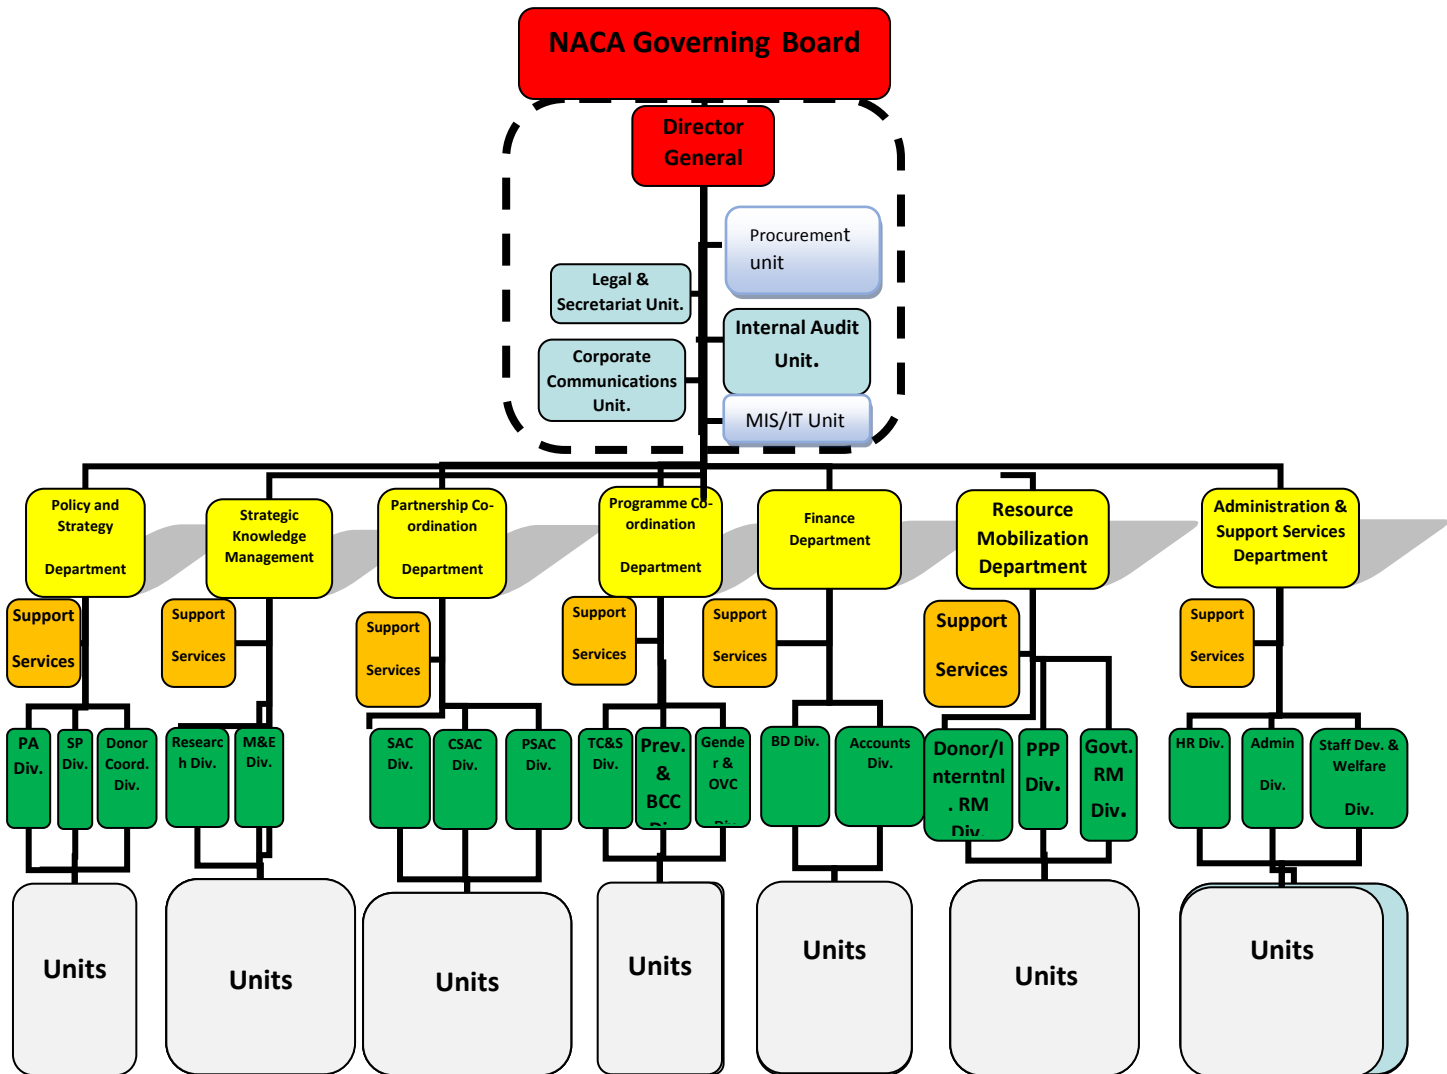 NACA Governing Board
Director
General
Procurement
unit
Legal &
Secretariat Unit.
Internal Audit
Unit.
Corporate
Communications
Unit.
MIS/IT Unit
Policy and
Strategy
Department
Strategic
Knowledge
Management
Partnership Co-
ordination
Department
Programme Co-
ordination
Department
Finance
Department
Resource
Mobilization
Department
Administration &
Support Services
Department
Support
Services
Support
Services
Support
Services
Support
Services
Support
Services
Support
Services
Support
Services
PA
Div.
SP
Div.
Donor
Coord.
Div.
Researc
h Div.
M&E
Div.
SAC
Div.
CSAC
Div.
PSAC
Div.
TC&S
Div.
Prev.
&
BCC
Gende
r &
OVC
BD Div.
Accounts
Div.
Donor/I
nterntnl
. RM
Div
PPP
Div.
Govt.
RM
Div.
HR Div.
Admin
Div.
Staff Dev. &
Welfare
Div.
Units
Units
Units
Units
Units
Units
Units